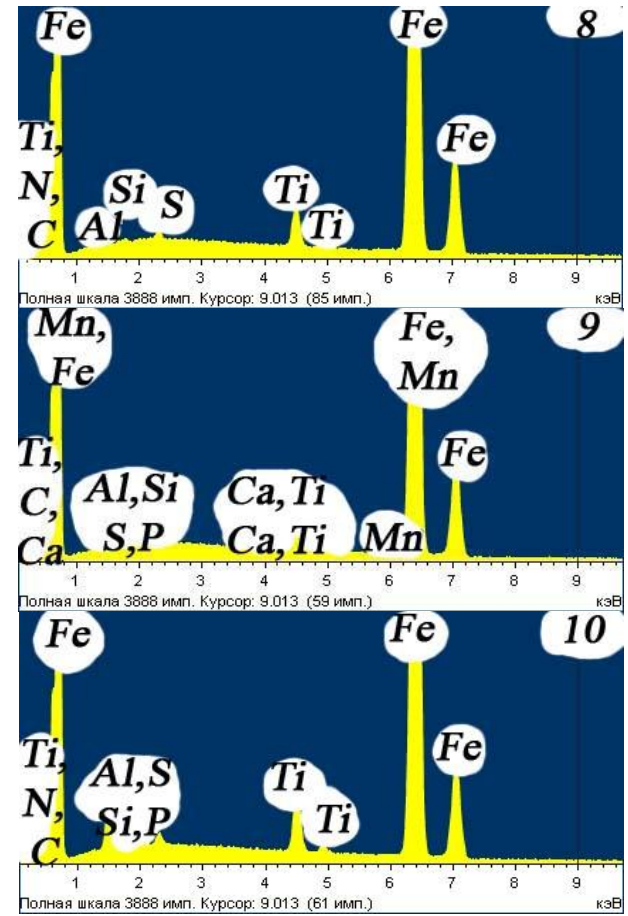 Fe
Fe
8
Ti,
N,
C
Al
Si
S
Ti
Ti
Fe
1 2 3 4 5 6 7 8 9
Полная шкала 3888 имп. Курсор: 9.013 (85 имп.)
кэВ
Mn,
Fe
Fe,
Mn
9
Ti,
C,
Ca
Al,Si
S,P
Ca,Ti
Ca,Ti
Mn
Fe
1 2 3 4 5 6 7 8 9
Полная шкала 3888 имп. Курсор: 9.013 (59 имп.)
кэВ
Fe
Fe
10
Ti,
N,
C
Al,S
Si,P
Ti
Ti
Fe
1 2 3 4 5 6 7 8 9
Полная шкала 3888 имп. Курсор: 9.013 (61 имп.)
кэВ